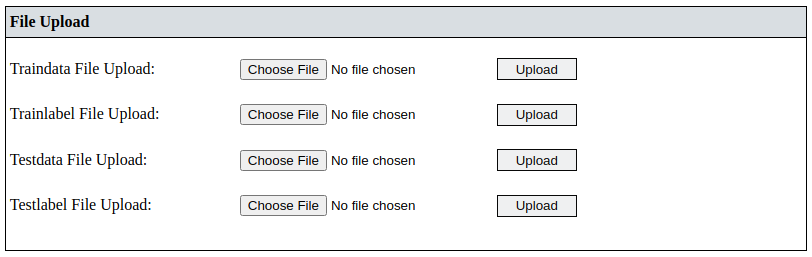 File Upload
Traindata File Upload: Choose File No file chosen Upload
Trainlabel File Upload: Choose File No file chosen Upload
Testdata File Upload: Choose File No file chosen Upload
Testlabel File Upload: Choose File No file chosen Upload